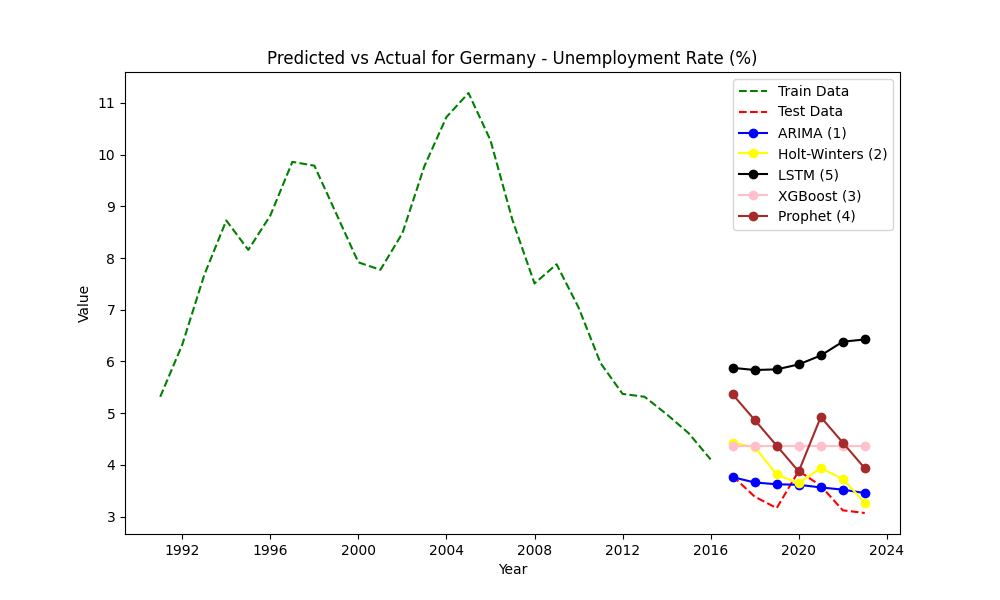 Predicted vs Actual for Germany - Unemployment Rate (%)
Train Data
Test Data
ARIMA (1)
Holt-Winters (2)
LSTM (5)
XGBoost (3)
Prophet (4)
11
10
9
8
7
6
5
4
3
Value
1992 1996 2000 2004 2008 2012 2016 2020 2024
Year